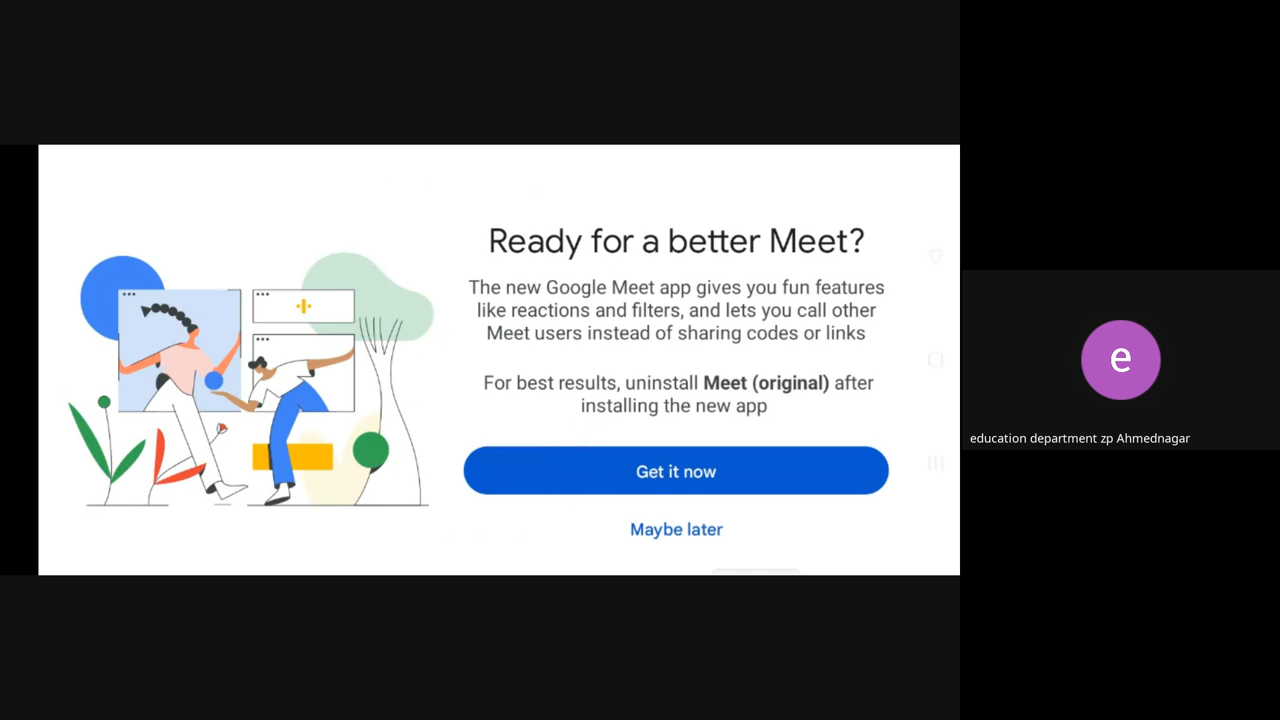 Ready for a better Meet?
The new Google Meet app gives you fun features
like reactions and filters, and lets you call other
Meet users instead of sharing codes or links
For best results, uninstall Meet (original) after
installing the new app
Get it now
Maybe later
e
education department zp Ahmednagar